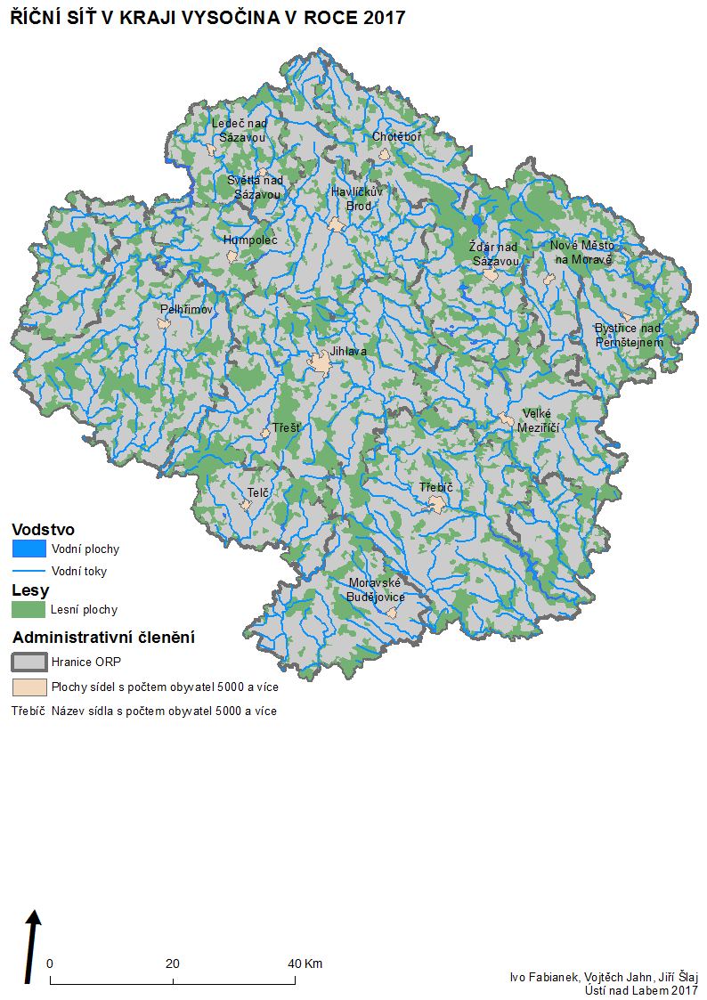 ŘÍČNÍ SÍŤ V KRAJI VYSOČINA V ROCE 2017
Ledeč nad
Sázavou
Chotěboř
Světlá nad
Sázavou
Havlíčkův
Brod
Humpolec
Žďár nad
Sázavou
Nové Město
na Moravě
Pelhřimov
Bystřice nad
Pernštejnem
Jihlava
Třešť
Velké
Meziříčí
Telč
Třebíč
Moravské
Budějovice
Vodstvo
Vodní plochy
Vodní toky
Lesy
Lesní plochy
Administrativní členění
Hranice ORP
Plochy sídel s počtem obyvatel 5000 a více
Třebíč Název sídla s počtem obyvatel 5000 a více
0 20 40 Km
Ivo Fabianek, Vojtěch Jahn, Jiří Šlaj
Ústí nad Labem 2017